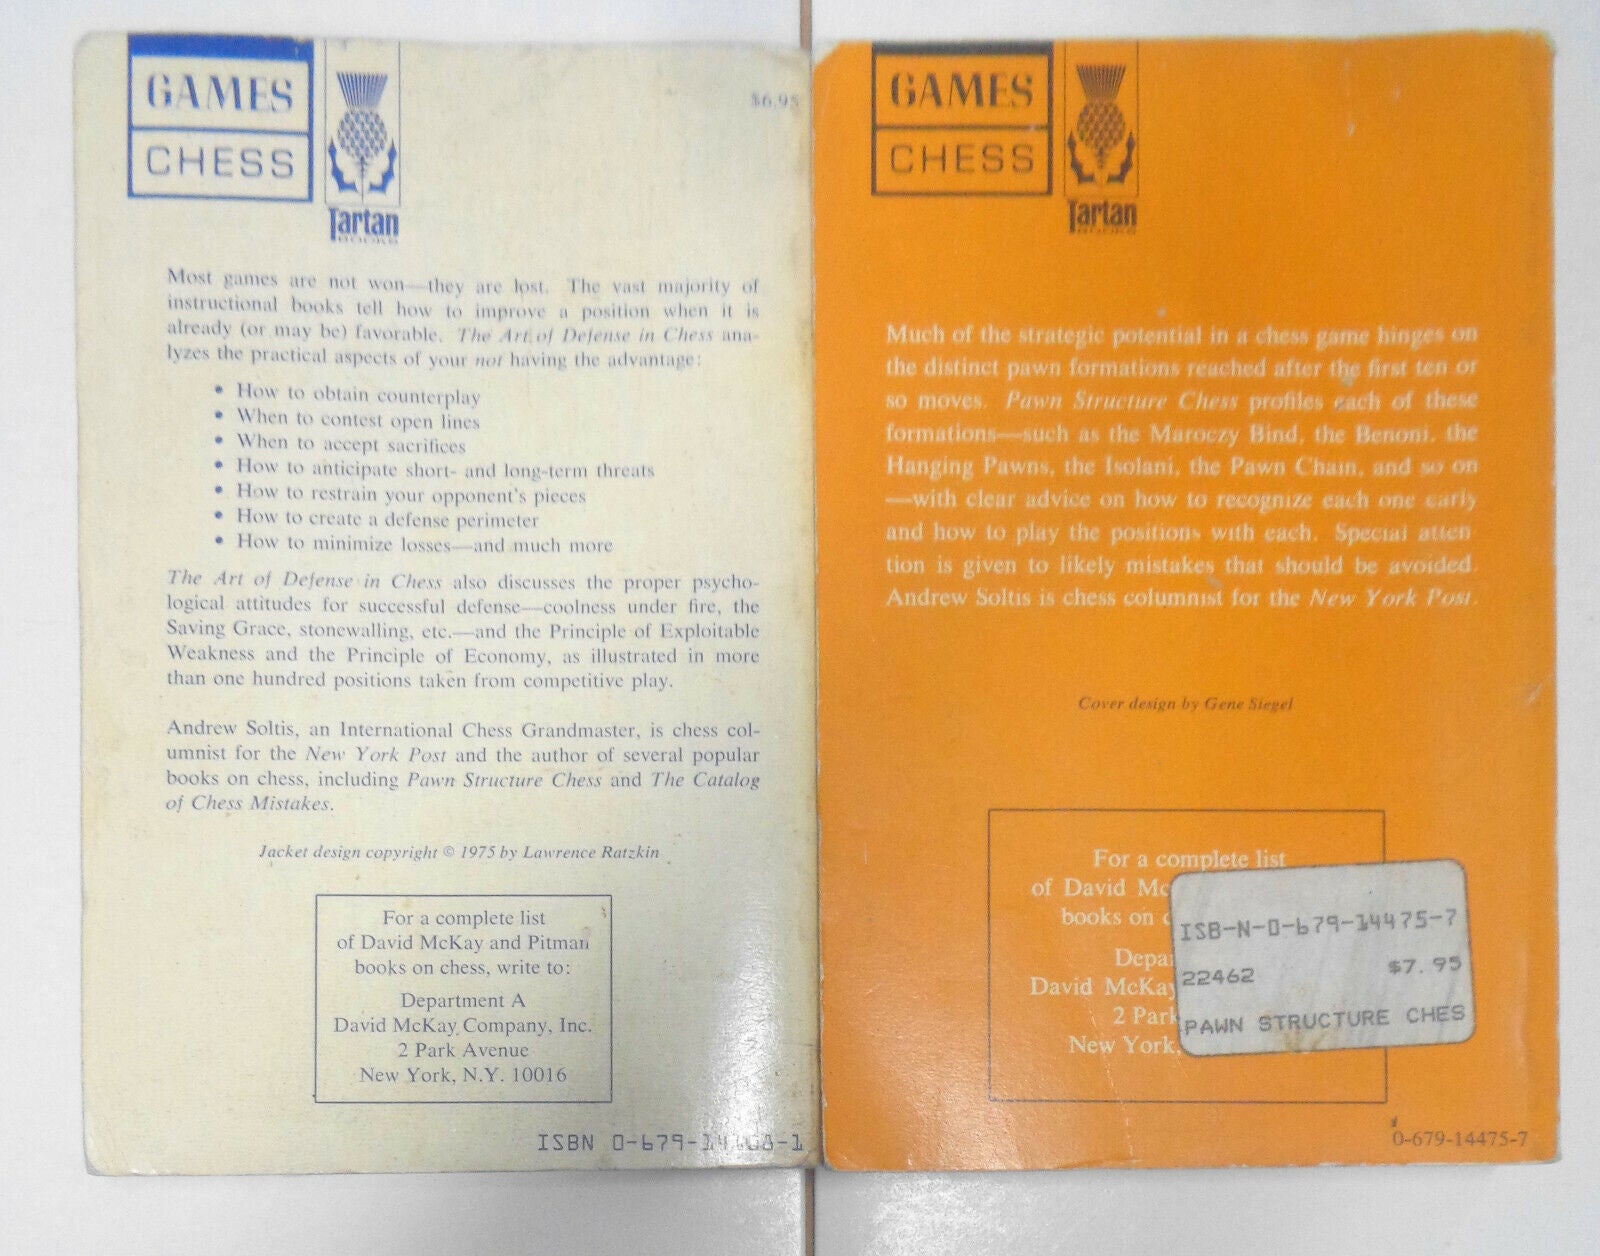 GAMES
CHESS
Tartan
BOOKS
$6.95
Most games are not won—they are lost. The vast majority of
instructional books tell how to improve a position when it is
already (or may be) favorable. The Art of Defense in Chess ana-
lyzes the practical aspects of your not having the advantage:
• How to obtain counterplay
• When to contest open lines
• When to accept sacrifices
• How to anticipate short- and long-term threats
• How to restrain your opponent's pieces
• How to create a defense perimeter
• How to minimize losses—and much more
The Art of Defense in Chess also discusses the proper psycho-
logical attitudes for successful defense—coolness under fire, the
Saving Grace, stonewalling, etc.—and the Principle of Exploitable
Weakness and the Principle of Economy, as illustrated in more
than one hundred positions taken from competitive play.
Andrew Soltis, an International Chess Grandmaster, is chess col-
umnist for the New York Post and the author of several popular
books on chess, including Pawn Structure Chess and The Catalog
of Chess Mistakes.
Jacket design copyright © 1975 by Lawrence Ratzkin
For a complete list
of David McKay and Pitman
books on chess, write to:
Department A
David McKay Company, Inc.
2 Park Avenue
New York, N.Y. 10016
ISBN 0-679-14108-1
GAMES
CHESS
Tartan
BOOKS
Much of the strategic potential in a chess game hinges on
the distinct pawn formations reached after the first ten or
so moves. Pawn Structure Chess profiles each of these
formations—such as the Maroczy Bind, the Benoni, the
Hanging Pawns, the Isolani, the Pawn Chain, and so on
—with clear advice on how to recognize each one early
and how to play the positions with each. Special atten
tion is given to likely mistakes that should be avoided.
Andrew Soltis is chess columnist for the New York Post.
Cover design by Gene Siegel
For a complete list
of David Mc
books on c
Depa
David McKay
2 Park
New York,
ISB-N-0-679-14475-7
22462 $7.95
PAWN STRUCTURE CHES
0-679-14475-7